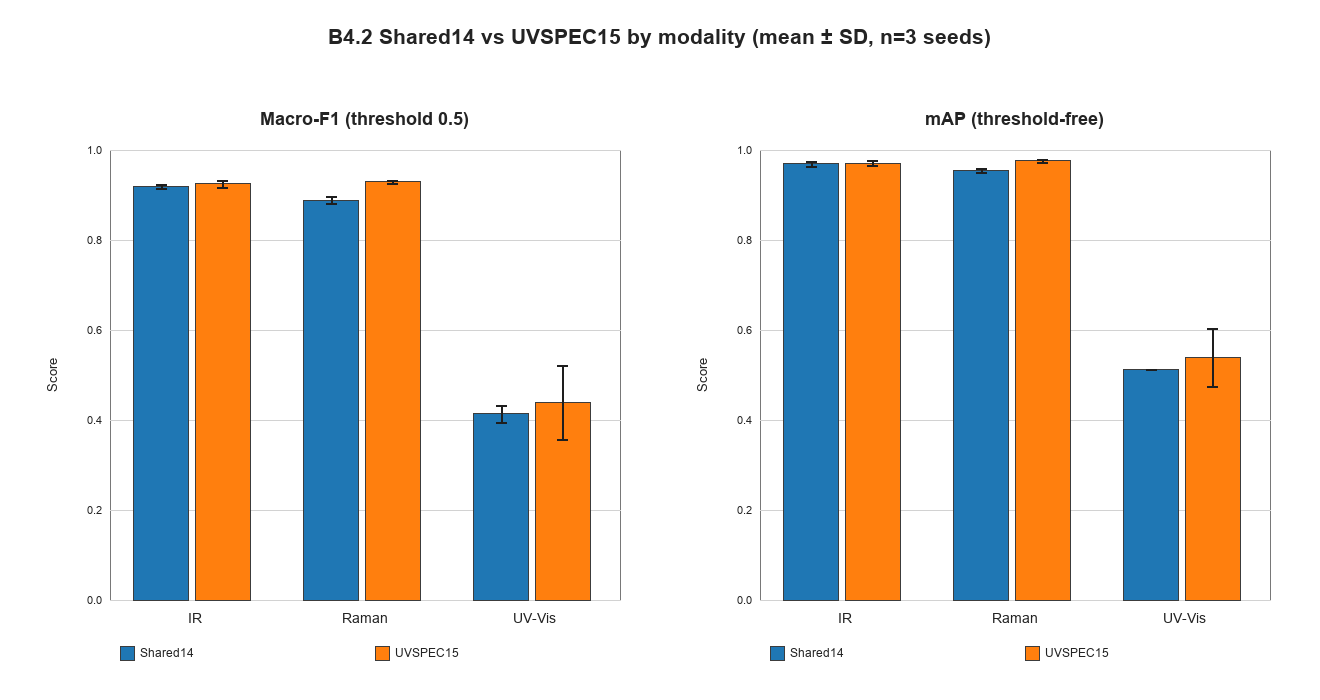 B4.2 Shared14 vs UVSPEC15 by modality (mean ± SD, n=3 seeds)
Macro-F1 (threshold 0.5)
1.0
0.8
0.6
0.4
0.2
0.0
Score
IR Raman UV-Vis
Shared14 UVSPEC15
mAP (threshold-free)
1.0
0.8
0.6
0.4
0.2
0.0
Score
IR Raman UV-Vis
Shared14 UVSPEC15